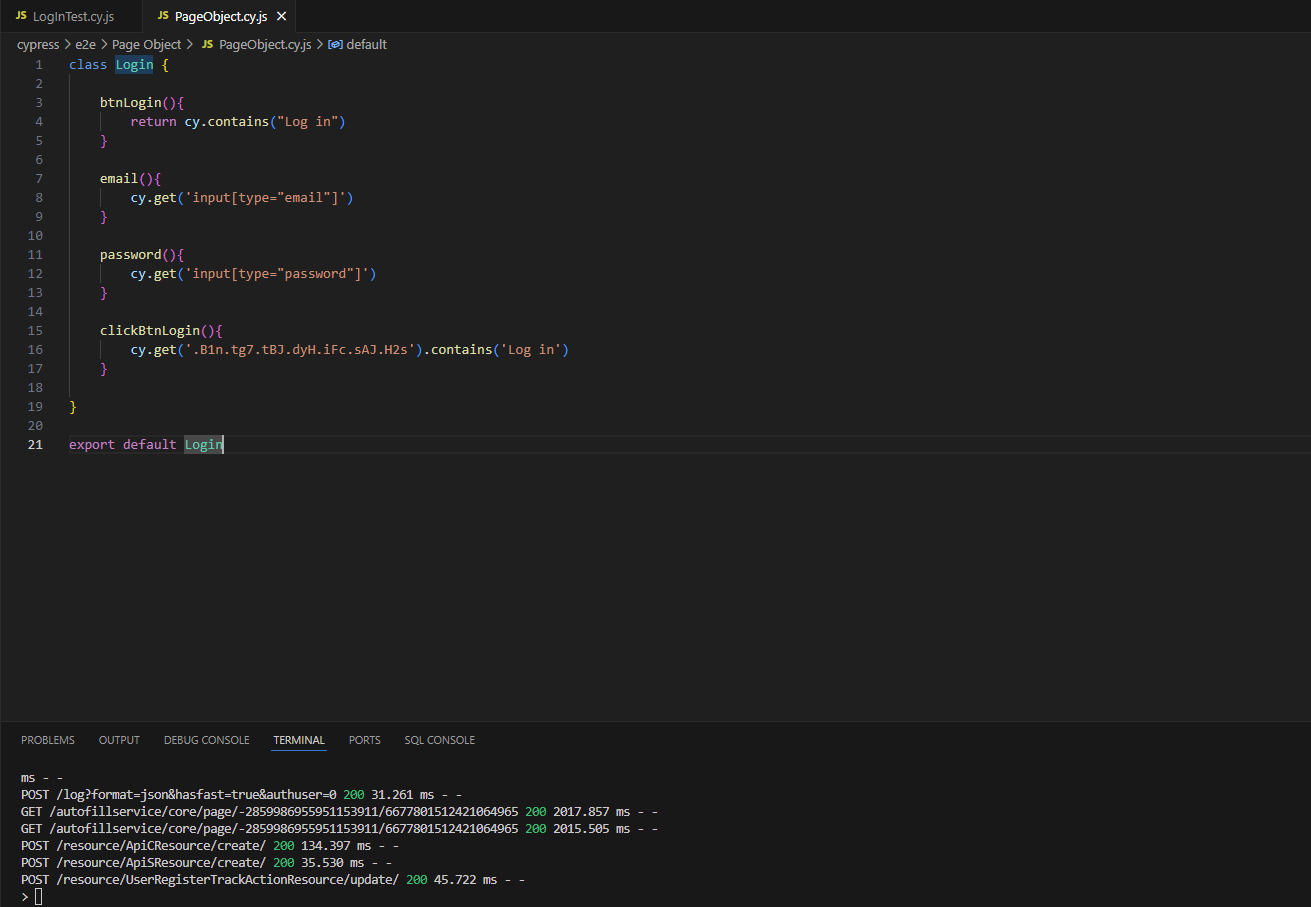 JS LogInTest.cy.js JS PageObject.cy.js
cypress > e2e > Page Object > JS PageObject.cy.js > default
1 class Login {
2
3 btnLogin(){
4 return cy.contains("Log in")
5 }
6
7 email(){
8 cy.get('input[type="email"]')
9 }
10
11 password(){
12 cy.get('input[type="password"]')
13 }
14
15 clickBtnLogin(){
16 cy.get('.B1n.tg7.tBJ.dyH.iFc.sAJ.H2s').contains('Log in')
17 }
18
19 }
20
21 export default Login
PROBLEMS OUTPUT DEBUG CONSOLE TERMINAL PORTS SQL CONSOLE
ms - -
POST /log?format=json&hasfast=true&authuser=0 200 31.261 ms - -
GET /autofillservice/core/page/-2859986955951153911/6677801512421064965 200 2017.857 ms - -
GET /autofillservice/core/page/-2859986955951153911/6677801512421064965 200 2015.505 ms - -
POST /resource/ApiCResource/create/ 200 134.397 ms - -
POST /resource/ApiSResource/create/ 200 35.530 ms - -
POST /resource/UserRegisterTrackActionResource/update/ 200 45.722 ms - -
>